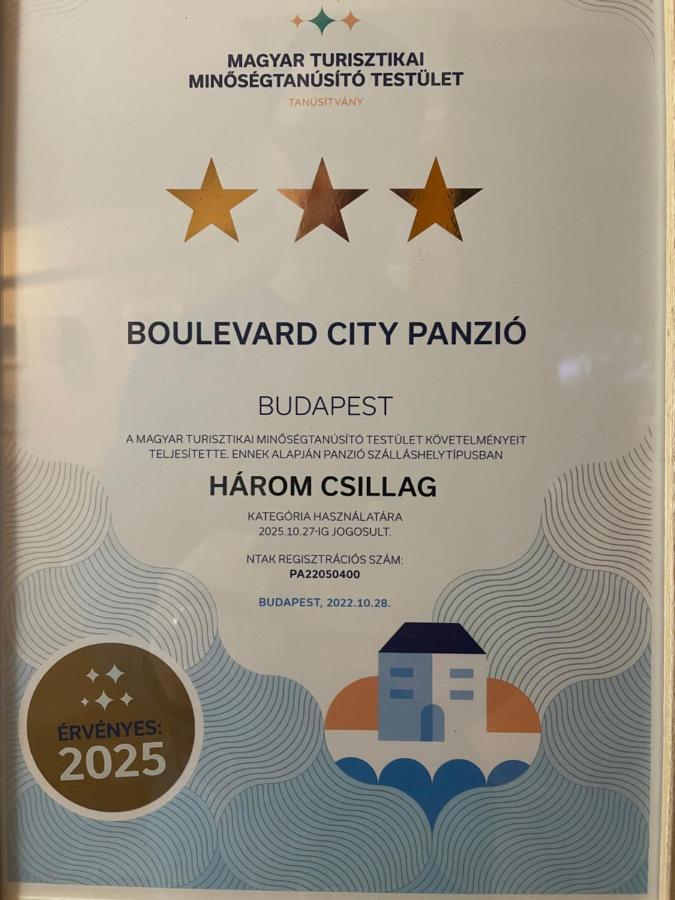 MAGYAR TURISZTIKAI
MINŐSÉGTANÚSÍTÓ TESTÜLET
TANÚSÍTVÁNY
BOULEVARD CITY PANZIÓ
BUDAPEST
A MAGYAR TURISZTIKAI MINŐSÉGTANÚSÍTÓ TESTÜLET KÖVETELMÉNYEIT
TELJESÍTETTE. ENNEK ALAPJÁN PANZIÓ SZÁLLÁSHELYTÍPUSBAN
HÁROM CSILLAG
KATEGÓRIA HASZNÁLATÁRA
2025.10.27-IG JOGOSULT.
NTAK REGISZTRÁCIÓS SZÁM:
PA22050400
BUDAPEST, 2022.10.28.
ÉRVÉNYES:
2025